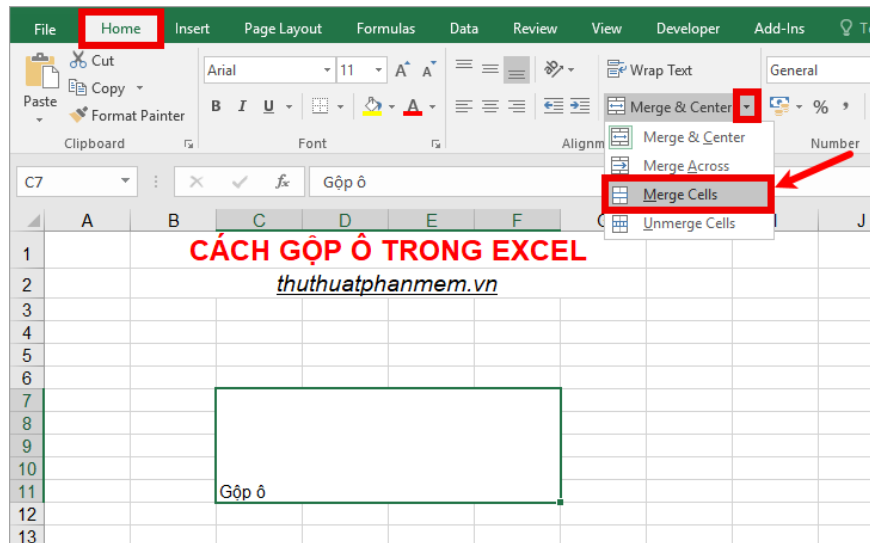 File Home Insert Page Layout Formulas Data Review View Developer Add-Ins
Cut
Copy
Format Painter
Paste
Clipboard
Arial 11 A A
B I U A
Font
Wrap Text
Merge & Center
General
% ,
Number
Merge & Center
Merge Across
Merge Cells
Unmerge Cells
C7 fx Gộp ô
A B C D E F J
1 CÁCH GỘP Ô TRONG EXCEL
2 thuthuatphanmem.vn
3
4
5
6
7
8
9
10
11 Gộp ô
12
13